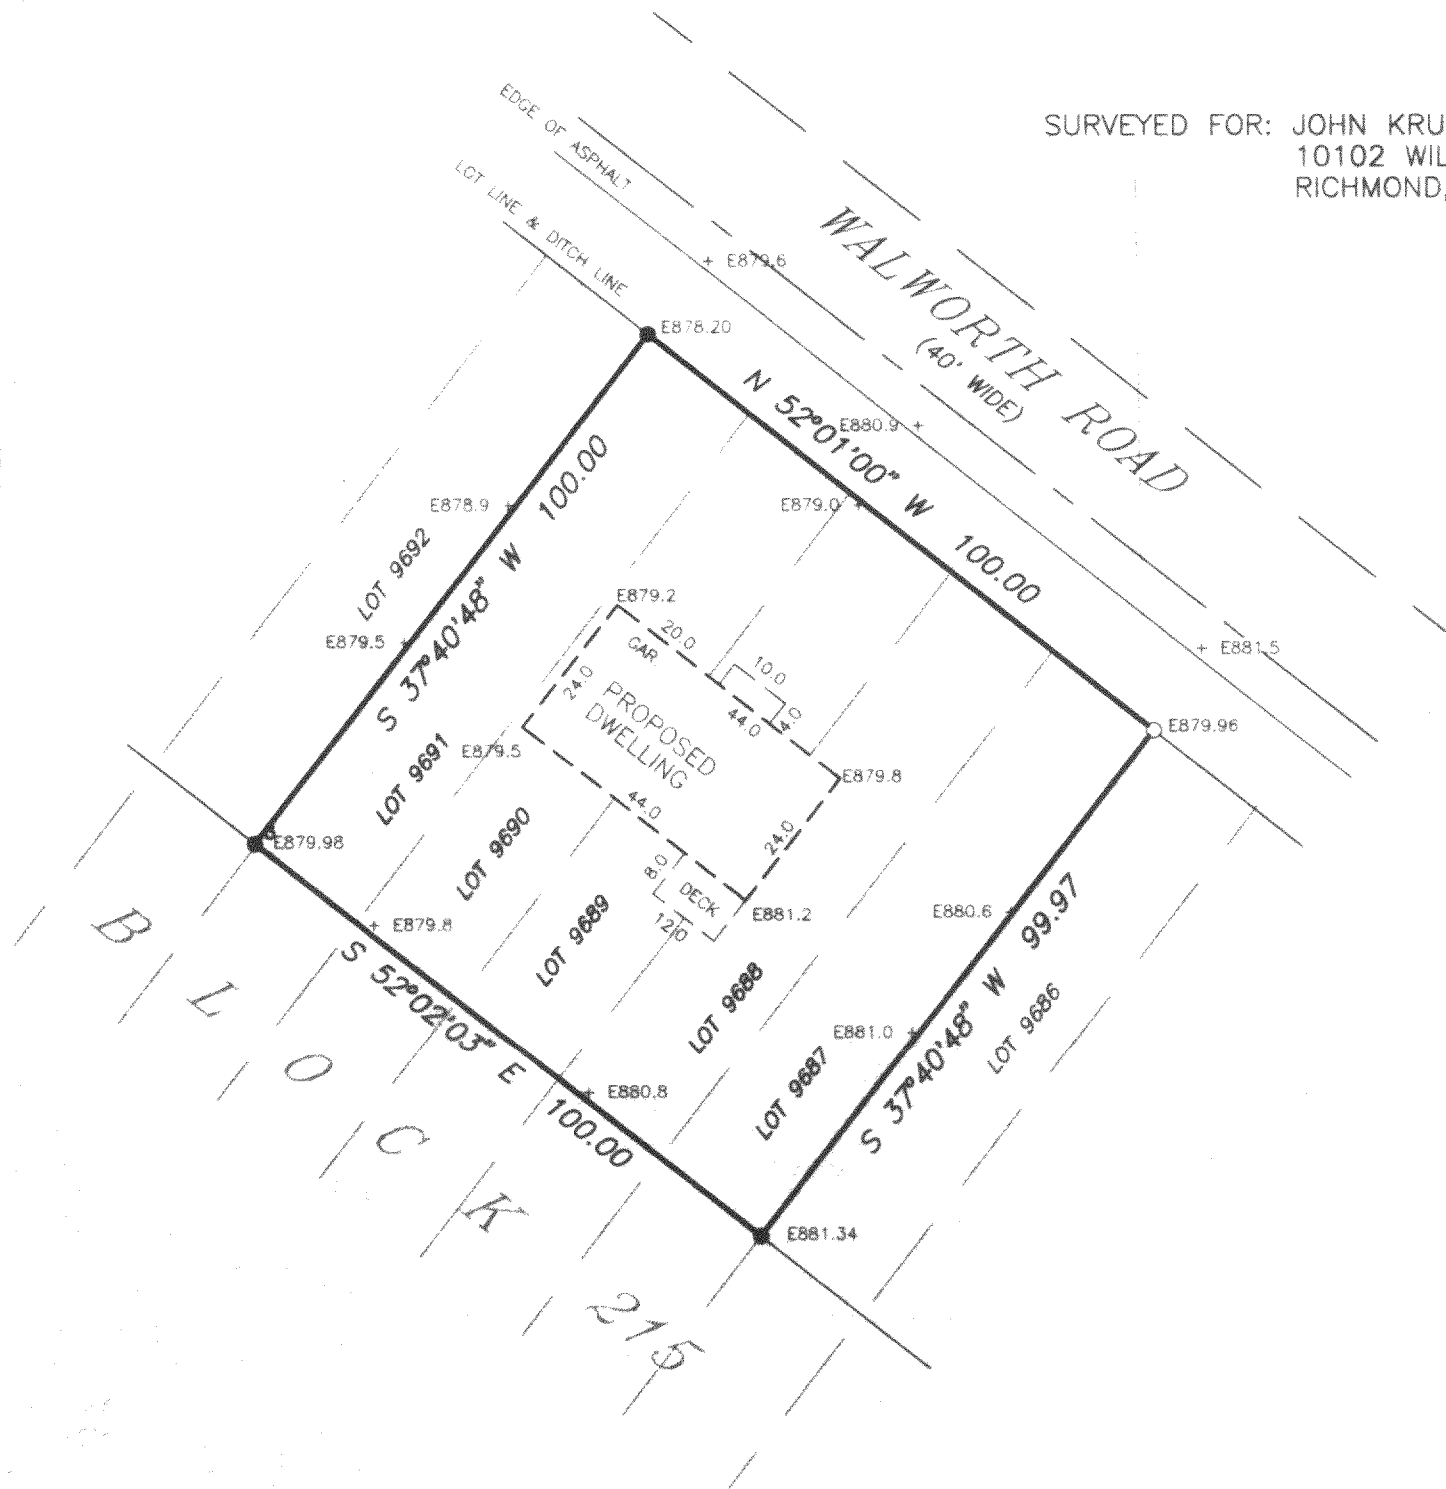 SURVEYED FOR: JOHN KRU
10102 WIL
RICHMOND,
EDGE OF ASPHALT
LOT LINE & DITCH LINE
WALWORTH ROAD
(40' WIDE)
E879.6
E878.20
N 52°01'00" W 100.00
E880.9
E879.0
E878.9
S 37°40'48" W 100.00
LOT 9692
E879.5
E879.2
20.0
GAR.
10.0
4.0
44.0
24.0
PROPOSED
DWELLING
E881.5
E879.96
E879.8
E879.5
44.0
24.0
8.0
DECK
12.0
E881.2
LOT 9691
LOT 9690
LOT 9689
LOT 9688
LOT 9687
LOT 9686
E879.98
E879.8
S 52°02'03" E 100.00
E880.8
E880.6
E881.0
S 37°40'48" W 99.97
E881.34
BLOCK 215